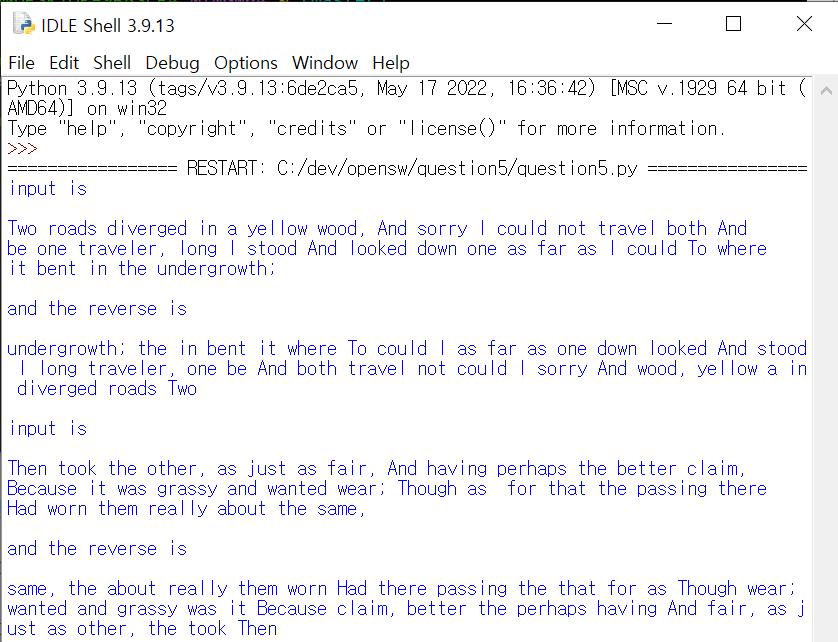 IDLE Shell 3.9.13
File Edit Shell Debug Options Window Help
Python 3.9.13 (tags/v3.9.13:6de2ca5, May 17 2022, 16:36:42) [MSC v.1929 64 bit (
AMD64)] on win32
Type "help", "copyright", "credits" or "license()" for more information.
>>>
================= RESTART: C:/dev/opensw/question5/question5.py ================
input is
Two roads diverged in a yellow wood, And sorry I could not travel both And
be one traveler, long I stood And looked down one as far as I could To where
it bent in the undergrowth;
and the reverse is
undergrowth; the in bent it where To could I as far as one down looked And stood
I long traveler, one be And both travel not could I sorry And wood, yellow a in
diverged roads Two
input is
Then took the other, as just as fair, And having perhaps the better claim,
Because it was grassy and wanted wear; Though as  for that the passing there
Had worn them really about the same,
and the reverse is
same, the about really them worn Had there passing the that for as Though wear;
wanted and grassy was it Because claim, better the perhaps having And fair, as j
ust as other, the took Then